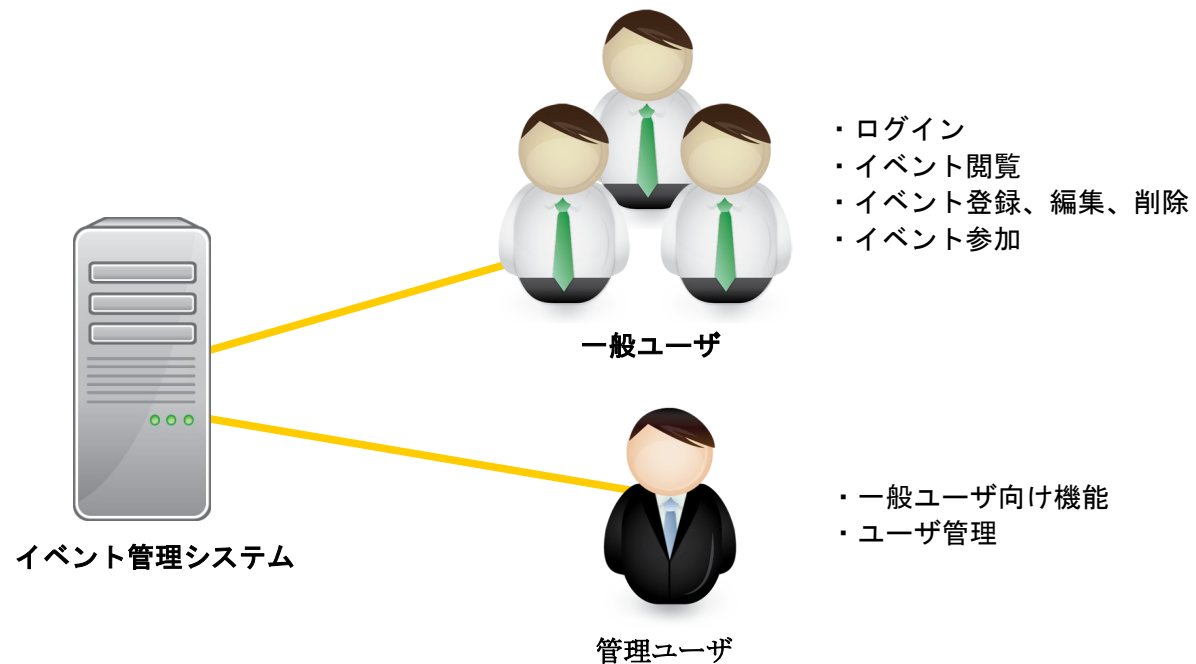 ・ログイン
・イベント閲覧
・イベント登録、編集、削除
・イベント参加
一般ユーザ
イベント管理システム
・一般ユーザ向け機能
・ユーザ管理
管理ユーザ